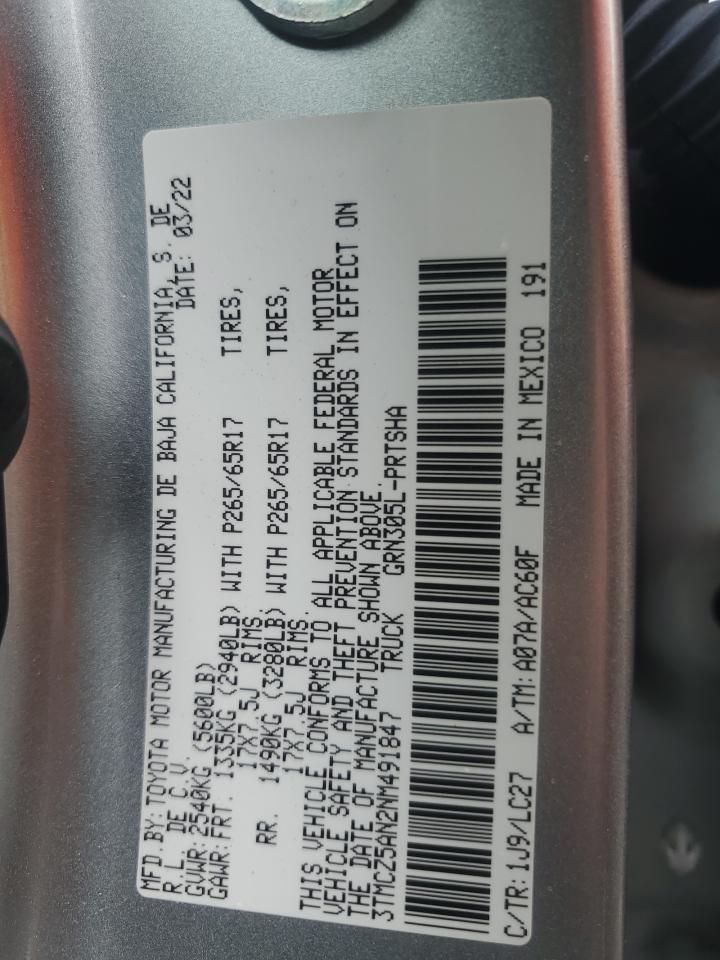 MFD BY: TOYOTA MOTOR MANUFACTURING DE BAJA CALIFORNIA, S. DE
R.L. DE C.V. DATE: 03/22
GVWR: 2540KG (5600LB)
GAWR: FRT. 1335KG (2940LB) WITH P265/65R17 TIRES,
17X7.5J RIMS.
RR. 1490KG (3280LB) WITH P265/65R17 TIRES,
17X7.5J RIMS.
THIS VEHICLE CONFORMS TO ALL APPLICABLE FEDERAL MOTOR
VEHICLE SAFETY AND THEFT PREVENTION STANDARDS IN EFFECT ON
THE DATE OF MANUFACTURE SHOWN ABOVE.
3TMCZ5AN2NM491847 TRUCK GRN305L-PRTSHA
C/TR: 1J9/LC27 A/TM: A07A/AC60F MADE IN MEXICO 191